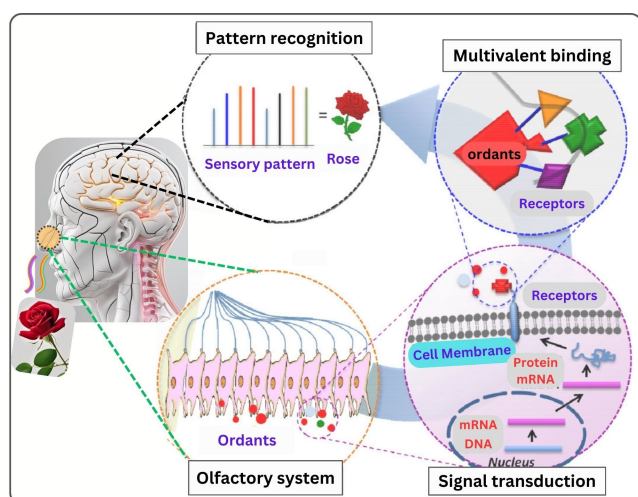 Pattern recognition
Multivalent binding
=
Sensory pattern
Rose
ordants
Receptors
Receptors
Cell Membrane
Protein
mRNA
mRNA
DNA
Nucleus
Ordants
Olfactory system
Signal transduction